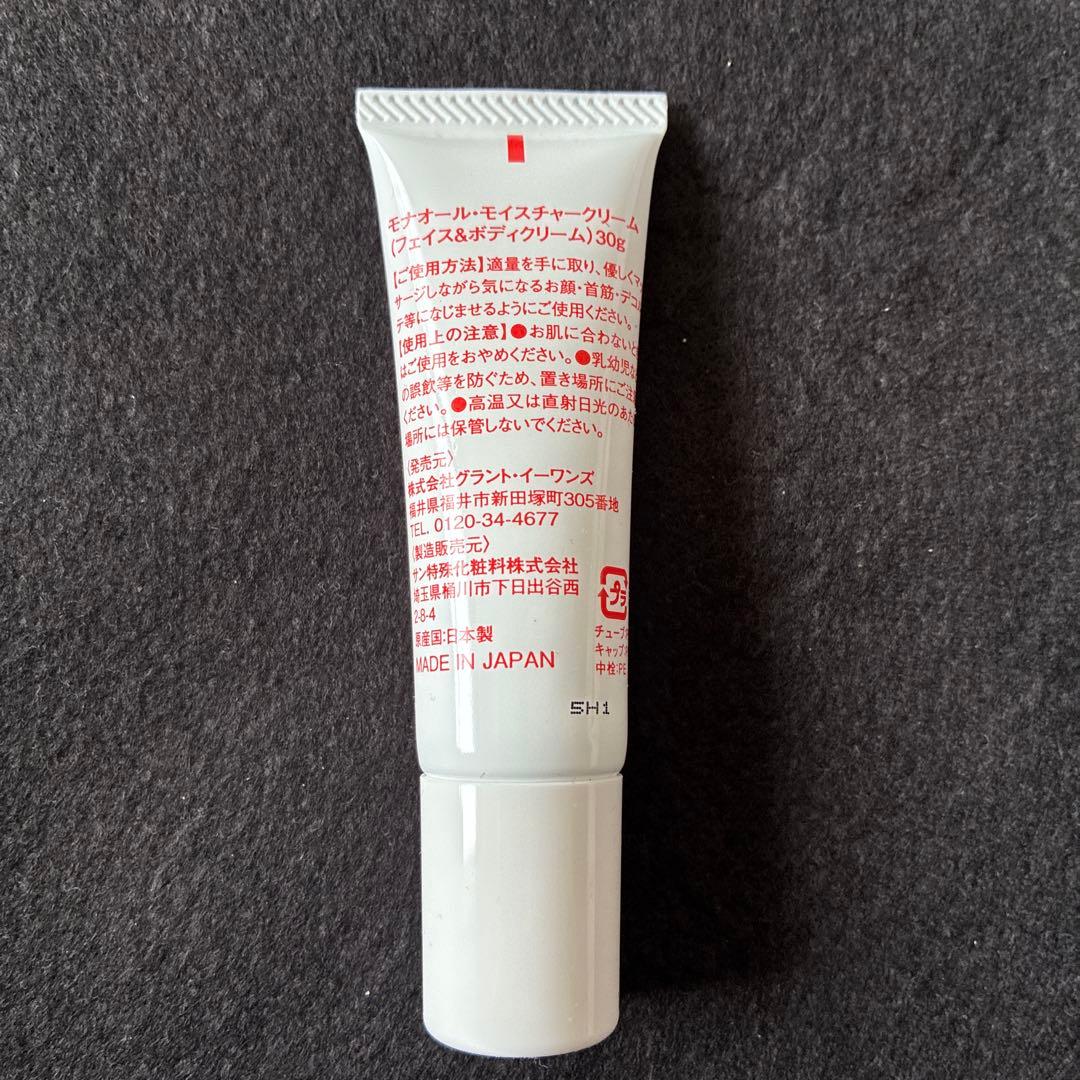 モナオール・モイスチャークリーム
(フェイス&ボディクリーム)30g
【ご使用方法】適量を手に取り、優しくマッ
サージしながら気になるお顔・首筋・デコル
テ等になじませるようにご使用ください。
【使用上の注意】●お肌に合わないと
はご使用をおやめください。●乳幼児な
の誤飲等を防ぐため、置き場所にご注
ください。●高温又は直射日光のあた
場所には保管しないでください。
〈発売元〉
株式会社グラント・イーワンズ
福井県福井市新田塚町305番地
TEL. 0120-34-4677
〈製造販売元〉
サン特殊化粧料株式会社
埼玉県桶川市下日出谷西
2-8-4
原産国:日本製
MADE IN JAPAN
プラ
チューブ
キャップ:
中栓:PE
5H1